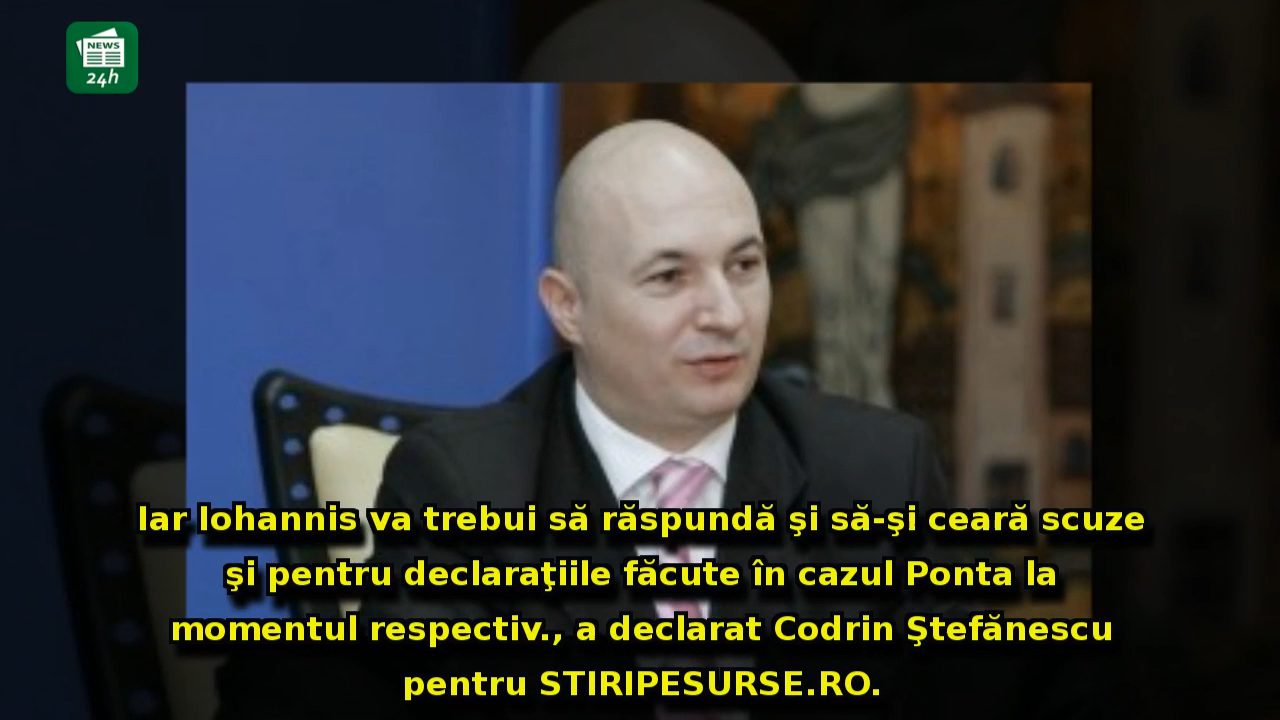 NEWS
24h
Iar Iohannis va trebui să răspundă şi să-şi ceară scuze
şi pentru declaraţiile făcute în cazul Ponta la
momentul respectiv., a declarat Codrin Ştefănescu
pentru STIRIPESURSE.RO.